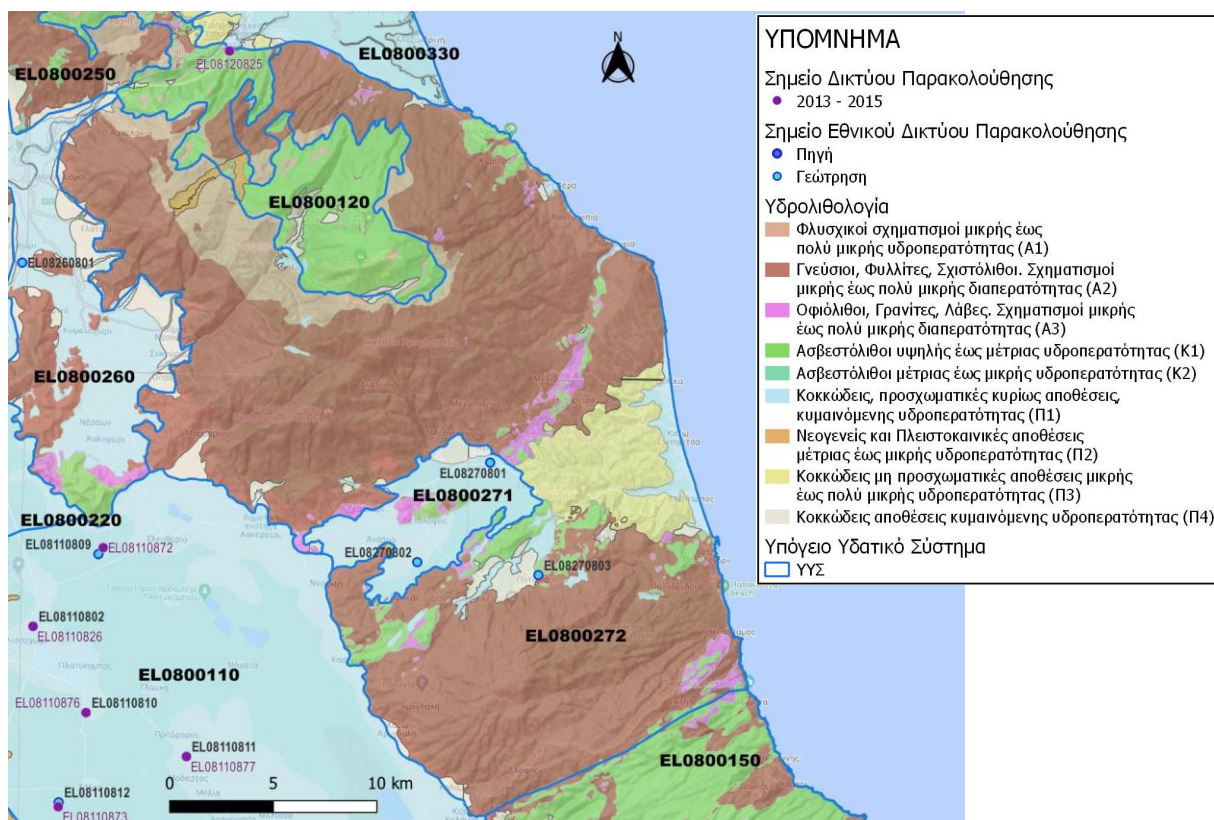 EL0800250
EL08120825
EL0800330
N
EL0800120
EL08260801
EL0800260
EL08270801
EL0800271
EL0800220
EL08110809
EL08110872
EL08270802
EL08270803
EL08110802
EL08110826
EL0800272
EL0800110
EL08110876
EL08110810
EL08110811
EL08110877
EL0800150
0 5 10 km
EL08110812
EL08110873
ΥΠΟΜΝΗΜΑ
Σημείο Δικτύου Παρακολούθησης
2013 - 2015
Σημείο Εθνικού Δικτύου Παρακολούθησης
Πηγή
Γεώτρηση
Υδρολιθολογία
Φλυσχικοί σχηματισμοί μικρής έως
πολύ μικρής υδροπερατότητας (Α1)
Γνεύσιοι, Φυλλίτες, Σχιστόλιθοι. Σχηματισμοί
μικρής έως πολύ μικρής διαπερατότητας (Α2)
Οφιόλιθοι, Γρανίτες, Λάβες. Σχηματισμοί μικρής
έως πολύ μικρής διαπερατότητας (Α3)
Ασβεστόλιθοι υψηλής έως μέτριας υδροπερατότητας (Κ1)
Ασβεστόλιθοι μέτριας έως μικρής υδροπερατότητας (Κ2)
Κοκκώδεις, προσχωματικές κυρίως αποθέσεις,
κυμαινόμενης υδροπερατότητας (Π1)
Νεογενείς και Πλειστοκαινικές αποθέσεις
μέτριας έως μικρής υδροπερατότητας (Π2)
Κοκκώδεις μη προσχωματικές αποθέσεις μικρής
έως πολύ μικρής υδροπερατότητας (Π3)
Κοκκώδεις αποθέσεις κυμαινόμενης υδροπερατότητας (Π4)
Υπόγειο Υδατικό Σύστημα
ΥΥΣ